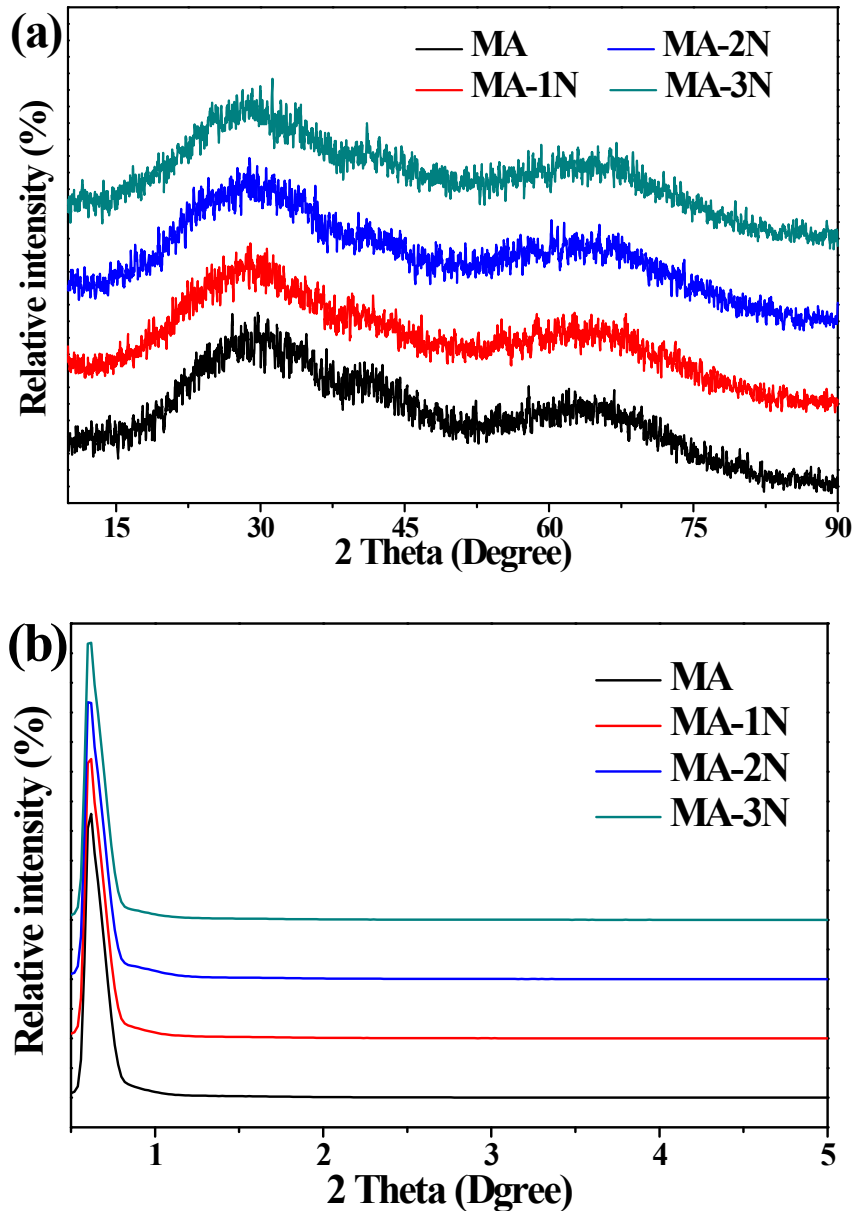 (a)
MA MA-2N
MA-1N MA-3N
Relative intensity (%)
15 30 45 60 75 90
2 Theta (Degree)
(b)
MA
MA-1N
MA-2N
MA-3N
Relative intensity (%)
1 2 3 4 5
2 Theta (Dgree)